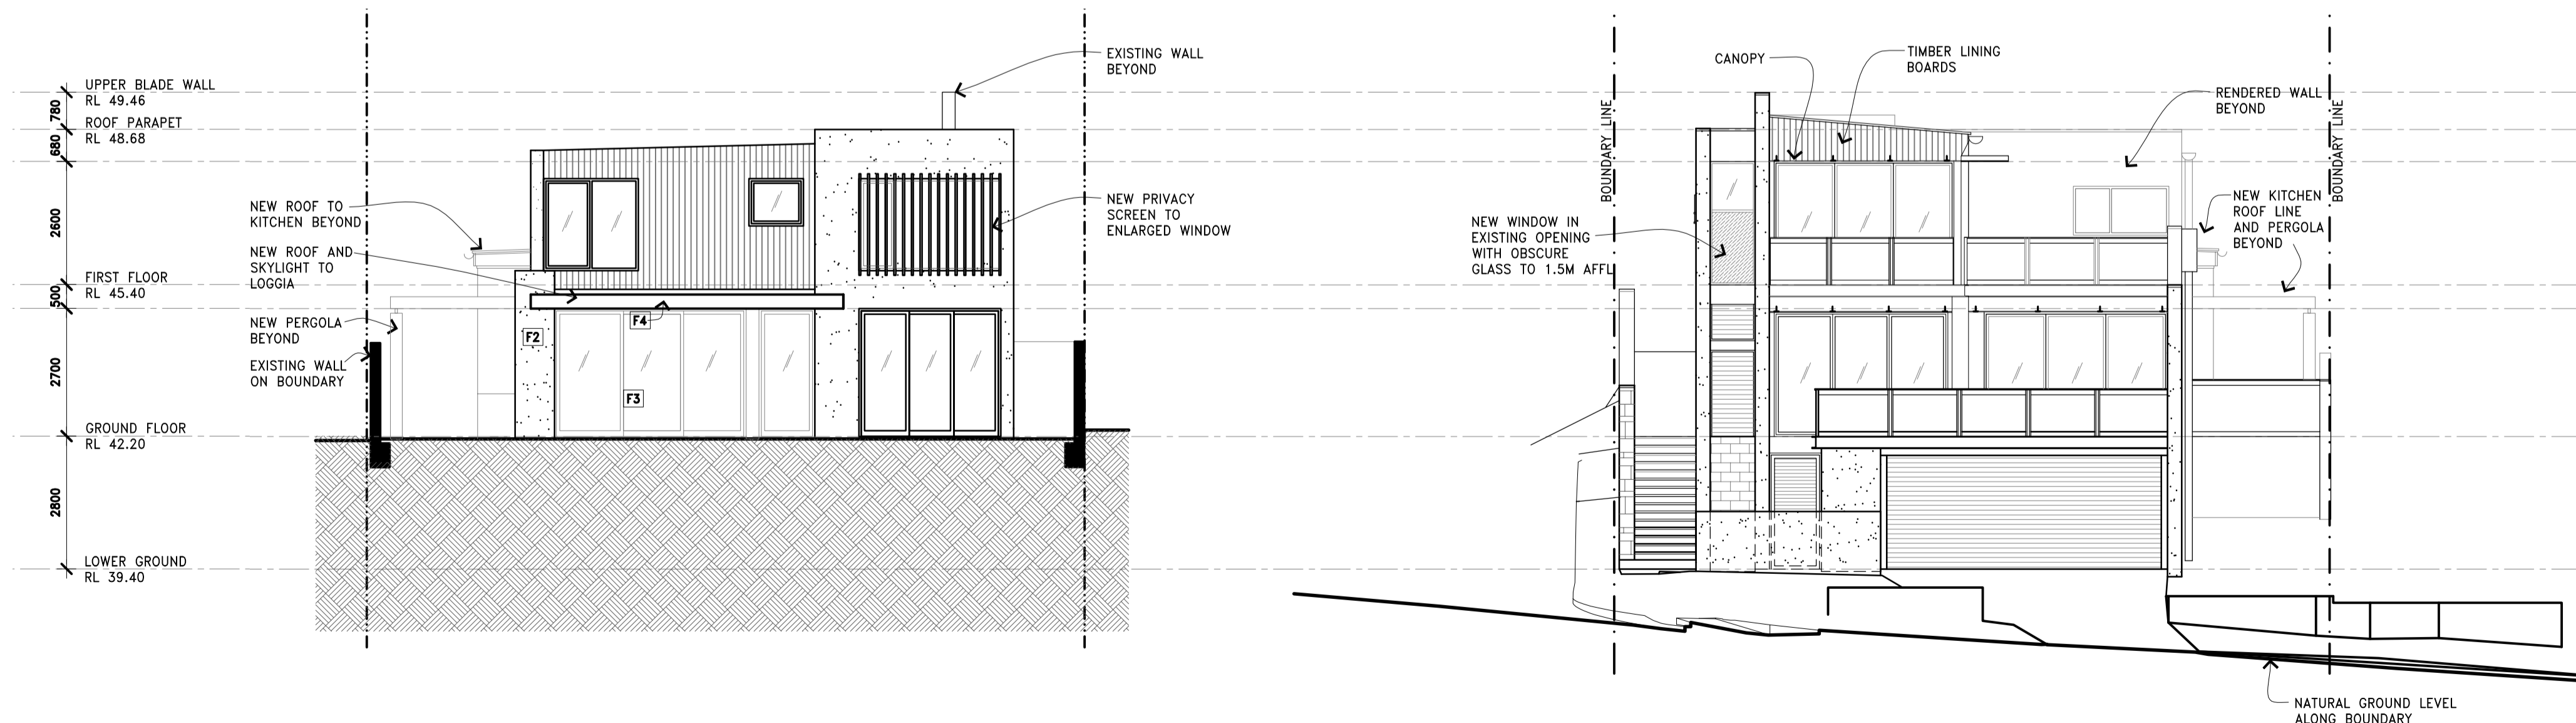 UPPER BLADE WALL
RL 49.46
780
ROOF PARAPET
RL 48.68
680
2600
FIRST FLOOR
RL 45.40
500
2700
GROUND FLOOR
RL 42.20
2800
LOWER GROUND
RL 39.40
NEW ROOF TO
KITCHEN BEYOND
NEW ROOF AND
SKYLIGHT TO
LOGGIA
NEW PERGOLA
BEYOND
EXISTING WALL
ON BOUNDARY
F2
F4
F3
EXISTING WALL
BEYOND
NEW PRIVACY
SCREEN TO
ENLARGED WINDOW
NEW WINDOW IN
EXISTING OPENING
WITH OBSCURE
GLASS TO 1.5M AFFL
BOUNDARY LINE
CANOPY
TIMBER LINING
BOARDS
RENDERED WALL
BEYOND
BOUNDARY LINE
NEW KITCHEN
ROOF LINE
AND PERGOLA
BEYOND
NATURAL GROUND LEVEL
ALONG BOUNDARY